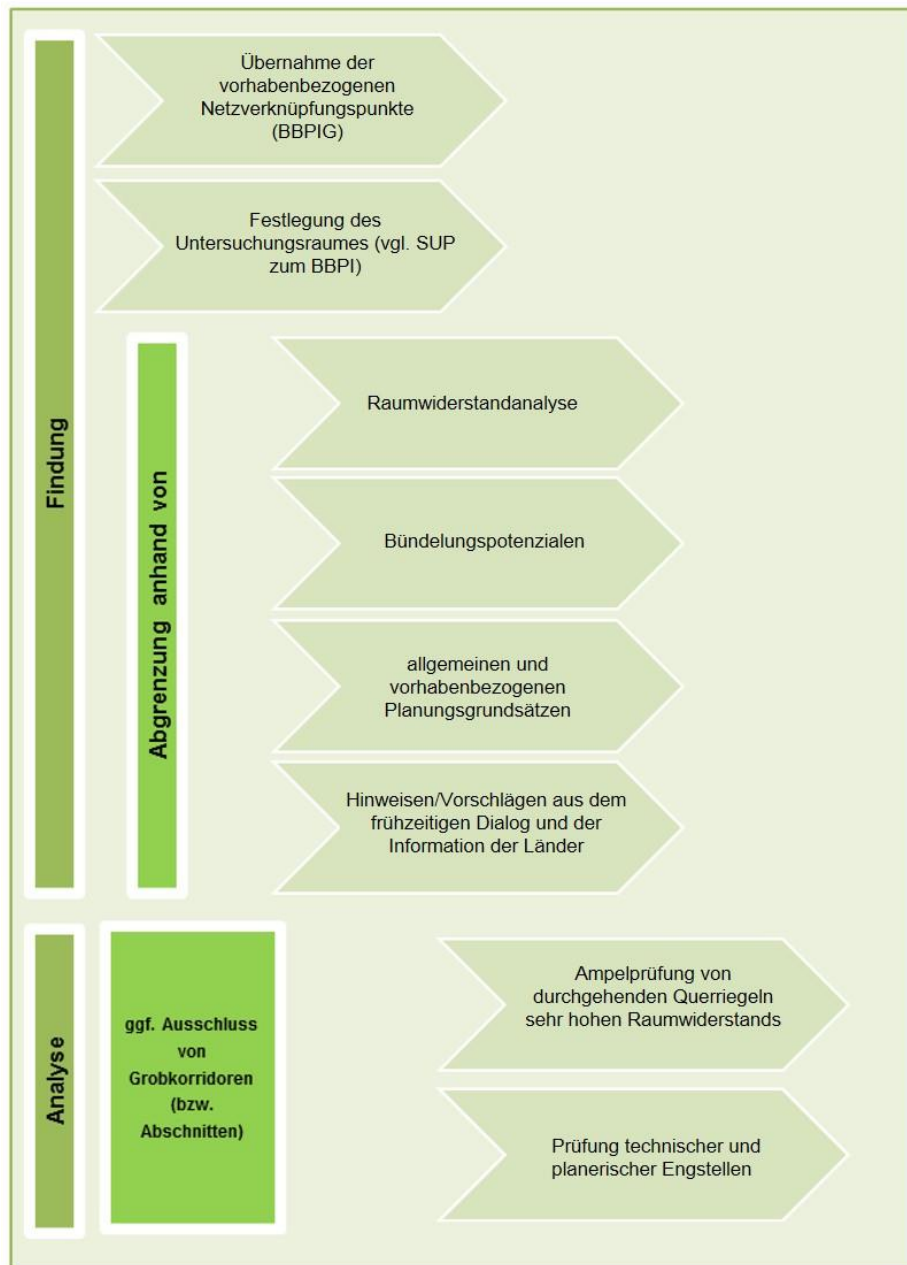 Findung
Übernahme der
vorhabenbezogenen
Netzverknüpfungspunkte
(BBPIG)
Festlegung des
Untersuchungsraumes (vgl. SUP
zum BBPI)
Abgrenzung anhand von
Raumwiderstandanalyse
Bündelungspotenzialen
allgemeinen und
vorhabenbezogenen
Planungsgrundsätzen
Hinweisen/Vorschlägen aus dem
frühzeitigen Dialog und der
Information der Länder
Analyse
ggf. Ausschluss
von
Grobkorridoren
(bzw.
Abschnitten)
Ampelprüfung von
durchgehenden Querriegeln
sehr hohen Raumwiderstands
Prüfung technischer und
planerischer Engstellen